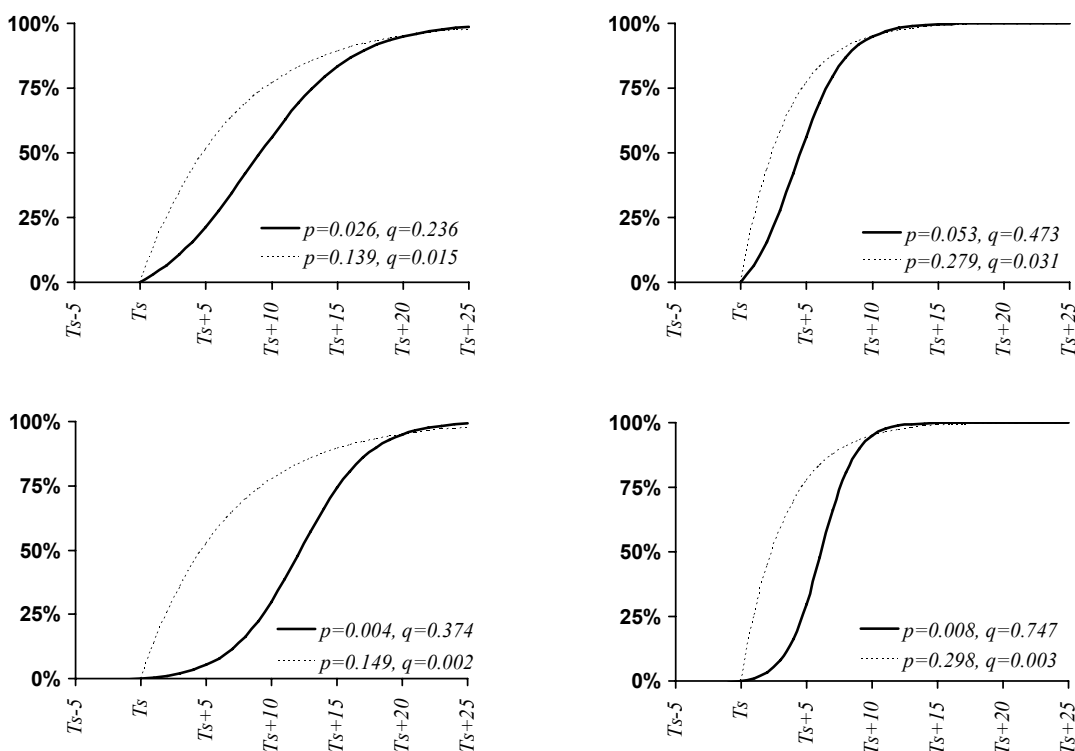 100%
75%
50%
25%
0%
p=0.026, q=0.236
p=0.139, q=0.015
Ts-5
Ts
Ts+5
Ts+10
Ts+15
Ts+20
Ts+25
100%
75%
50%
25%
0%
p=0.053, q=0.473
p=0.279, q=0.031
Ts-5
Ts
Ts+5
Ts+10
Ts+15
Ts+20
Ts+25
100%
75%
50%
25%
0%
p=0.004, q=0.374
p=0.149, q=0.002
Ts-5
Ts
Ts+5
Ts+10
Ts+15
Ts+20
Ts+25
100%
75%
50%
25%
0%
p=0.008, q=0.747
p=0.298, q=0.003
Ts-5
Ts
Ts+5
Ts+10
Ts+15
Ts+20
Ts+25